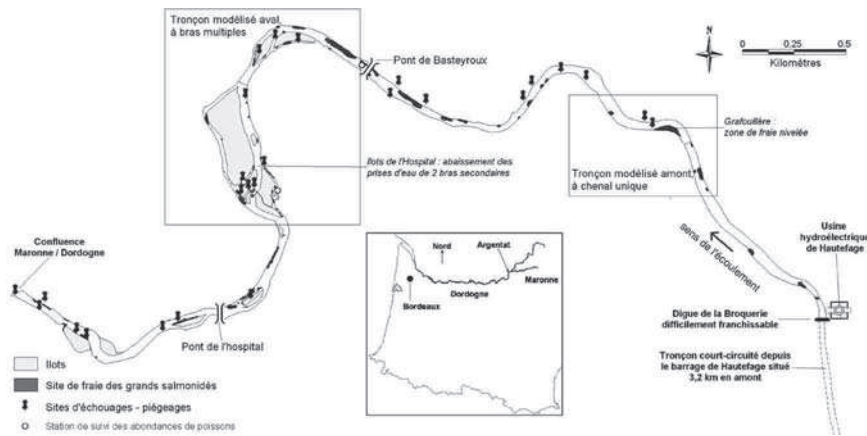 Tronçon modélisé aval,
à bras multiples
Pont de Basteyroux
N
0 0.25 0.5
Kilomètres
Grafouillère :
zone de fraie nivelée
Ilots de l'Hospital : abaissement des
prises d'eau de 2 bras secondaires
Tronçon modélisé amont,
à chenal unique
sens de l'écoulement
Usine
hydroélectrique
de Hautefage
Confluence
Maronne / Dordogne
Nord
Argentat
Maronne
Dordogne
Bordeaux
Digue de la Broquerie
difficilement franchissable
Pont de l'hospital
Tronçon court-circuité depuis
le barrage de Hautefage situé
3,2 km en amont
Ilots
Site de fraie des grands salmonidés
Sites d'échouages - piégeages
Station de suivi des abondances de poissons